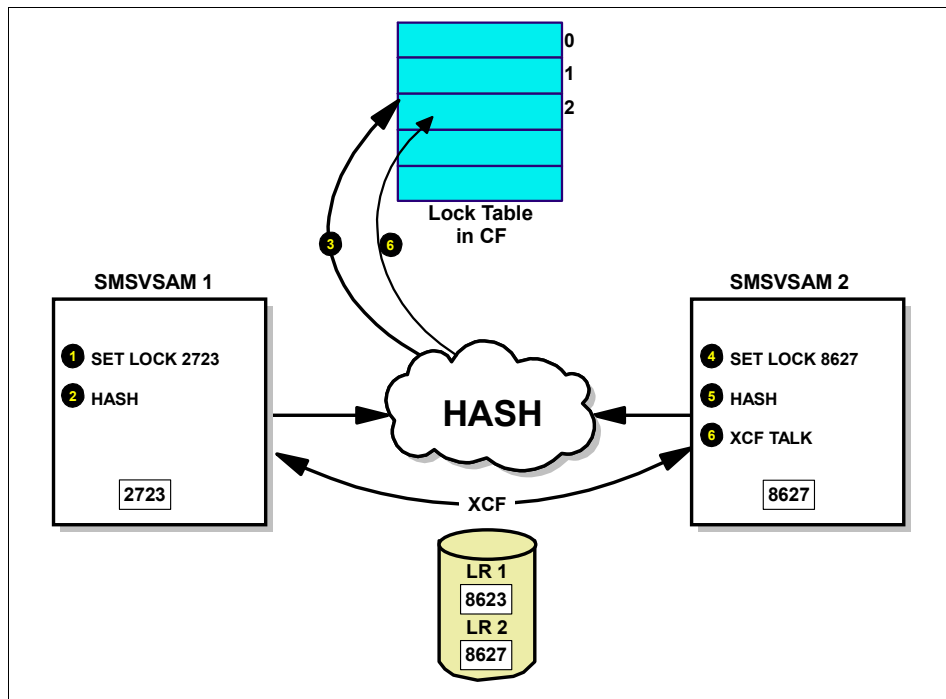 0
1
2
Lock Table
in CF
3
6
SMSVSAM 1
1 SET LOCK 2723
2 HASH
2723
HASH
SMSVSAM 2
4 SET LOCK 8627
5 HASH
6 XCF TALK
8627
XCF
LR 1
8623
LR 2
8627